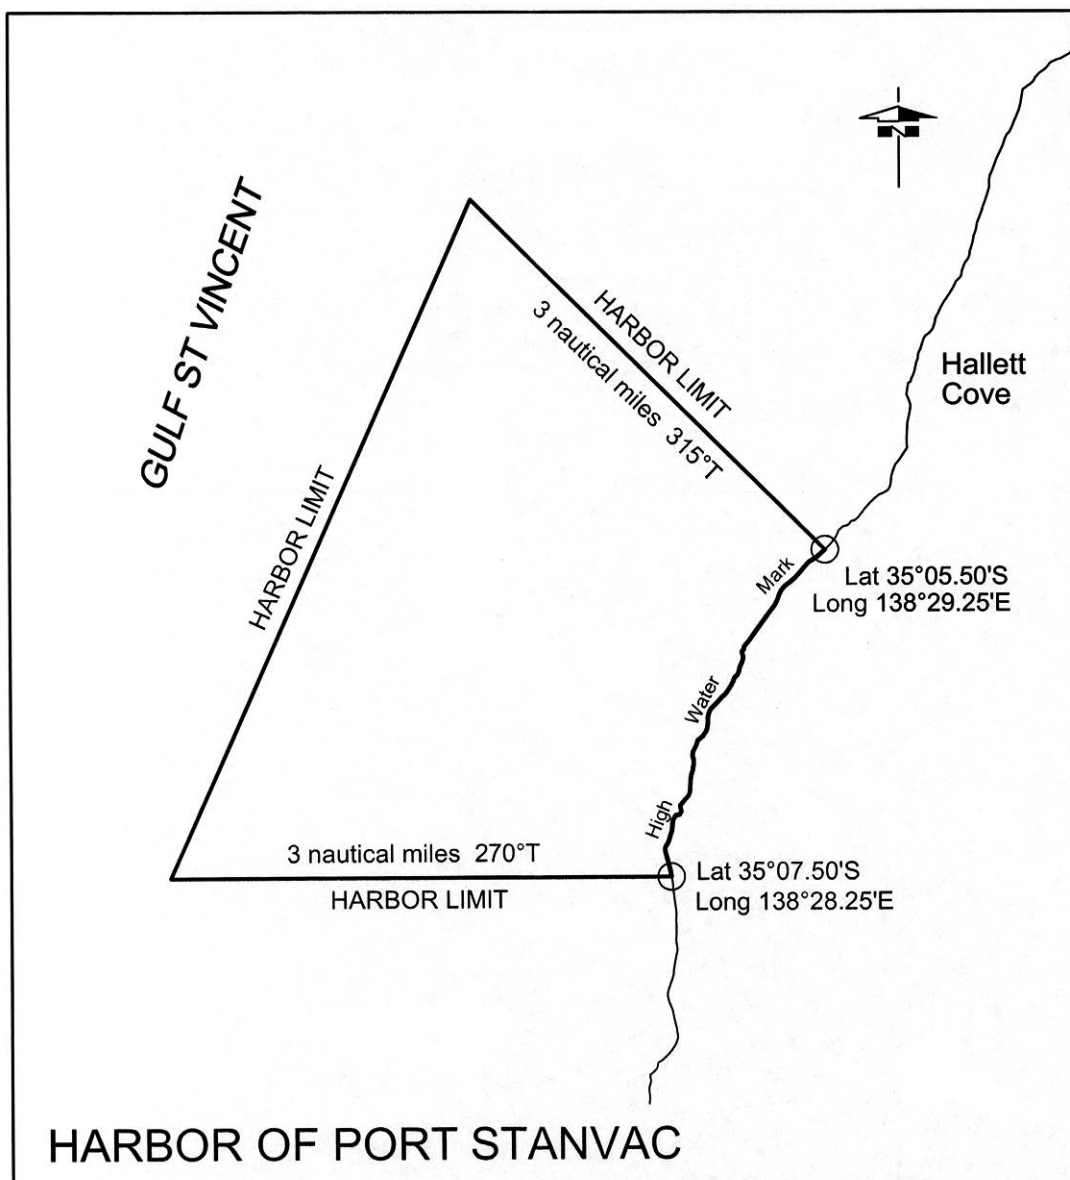 GULF ST VINCENT
N
HARBOR LIMIT
3 nautical miles 315°T
Hallett
Cove
HARBOR LIMIT
Mark
Lat 35°05.50'S
Long 138°29.25'E
Water
High
3 nautical miles 270°T
HARBOR LIMIT
Lat 35°07.50'S
Long 138°28.25'E
HARBOR OF PORT STANVAC